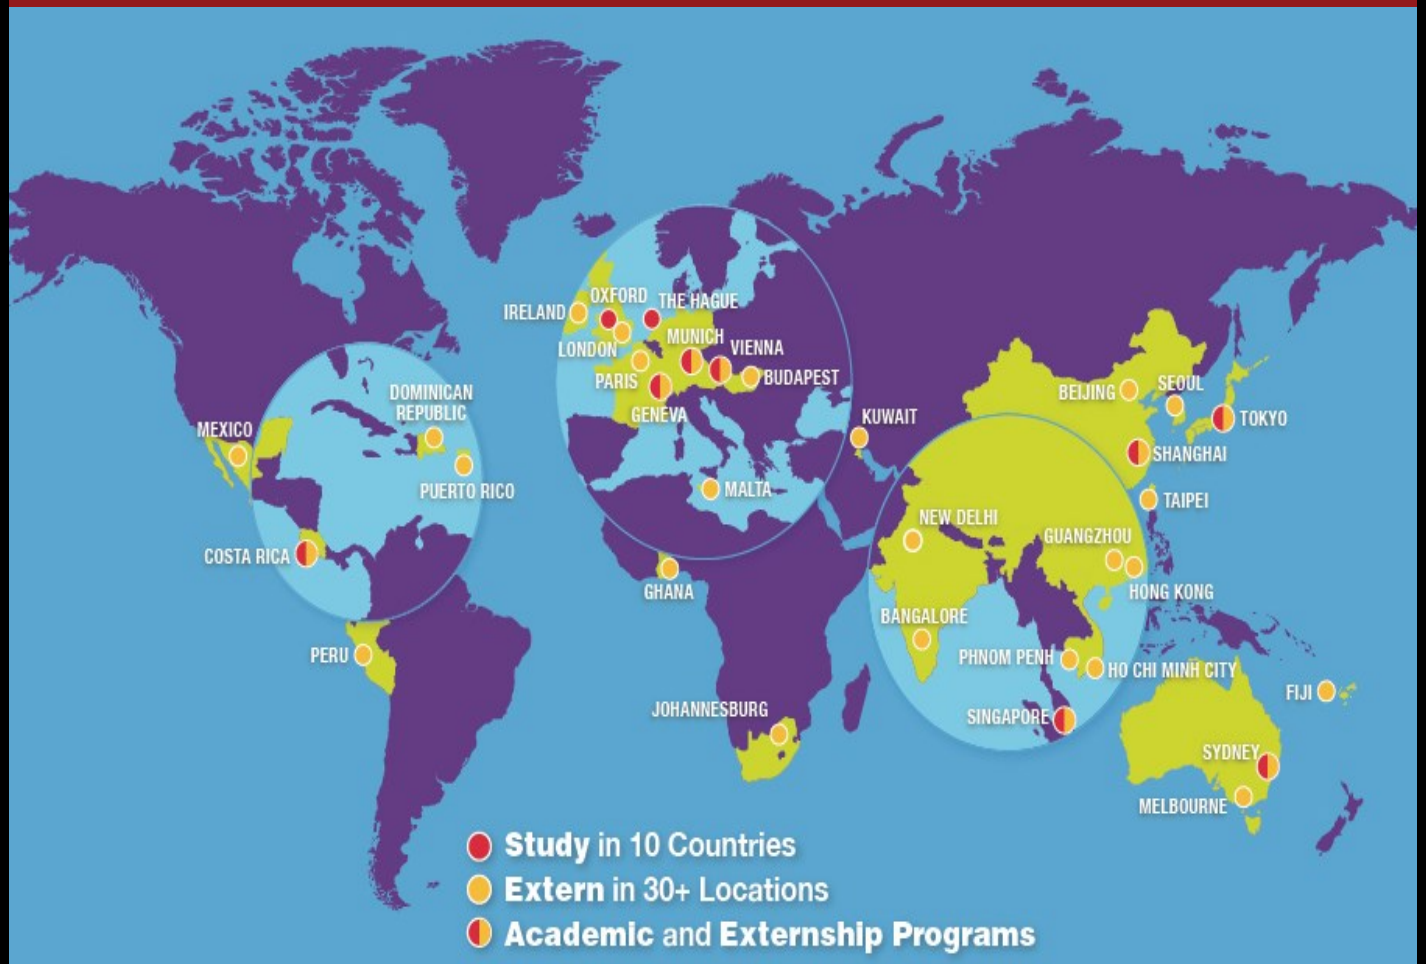 IRELAND
OXFORD
THE HAGUE
LONDON
MUNICH
VIENNA
PARIS
BUDAPEST
GENEVA
DOMINICAN
REPUBLIC
MEXICO
PUERTO RICO
COSTA RICA
MALTA
KUWAIT
BEIJING
SEOUL
TOKYO
SHANGHAI
TAIPEI
NEW DELHI
GUANGZHOU
HONG KONG
GHANA
BANGALORE
PERU
PHNOM PENH
HO CHI MINH CITY
JOHANNESBURG
SINGAPORE
FIJI
SYDNEY
MELBOURNE
Study in 10 Countries
Extern in 30+ Locations
Academic and Externship Programs